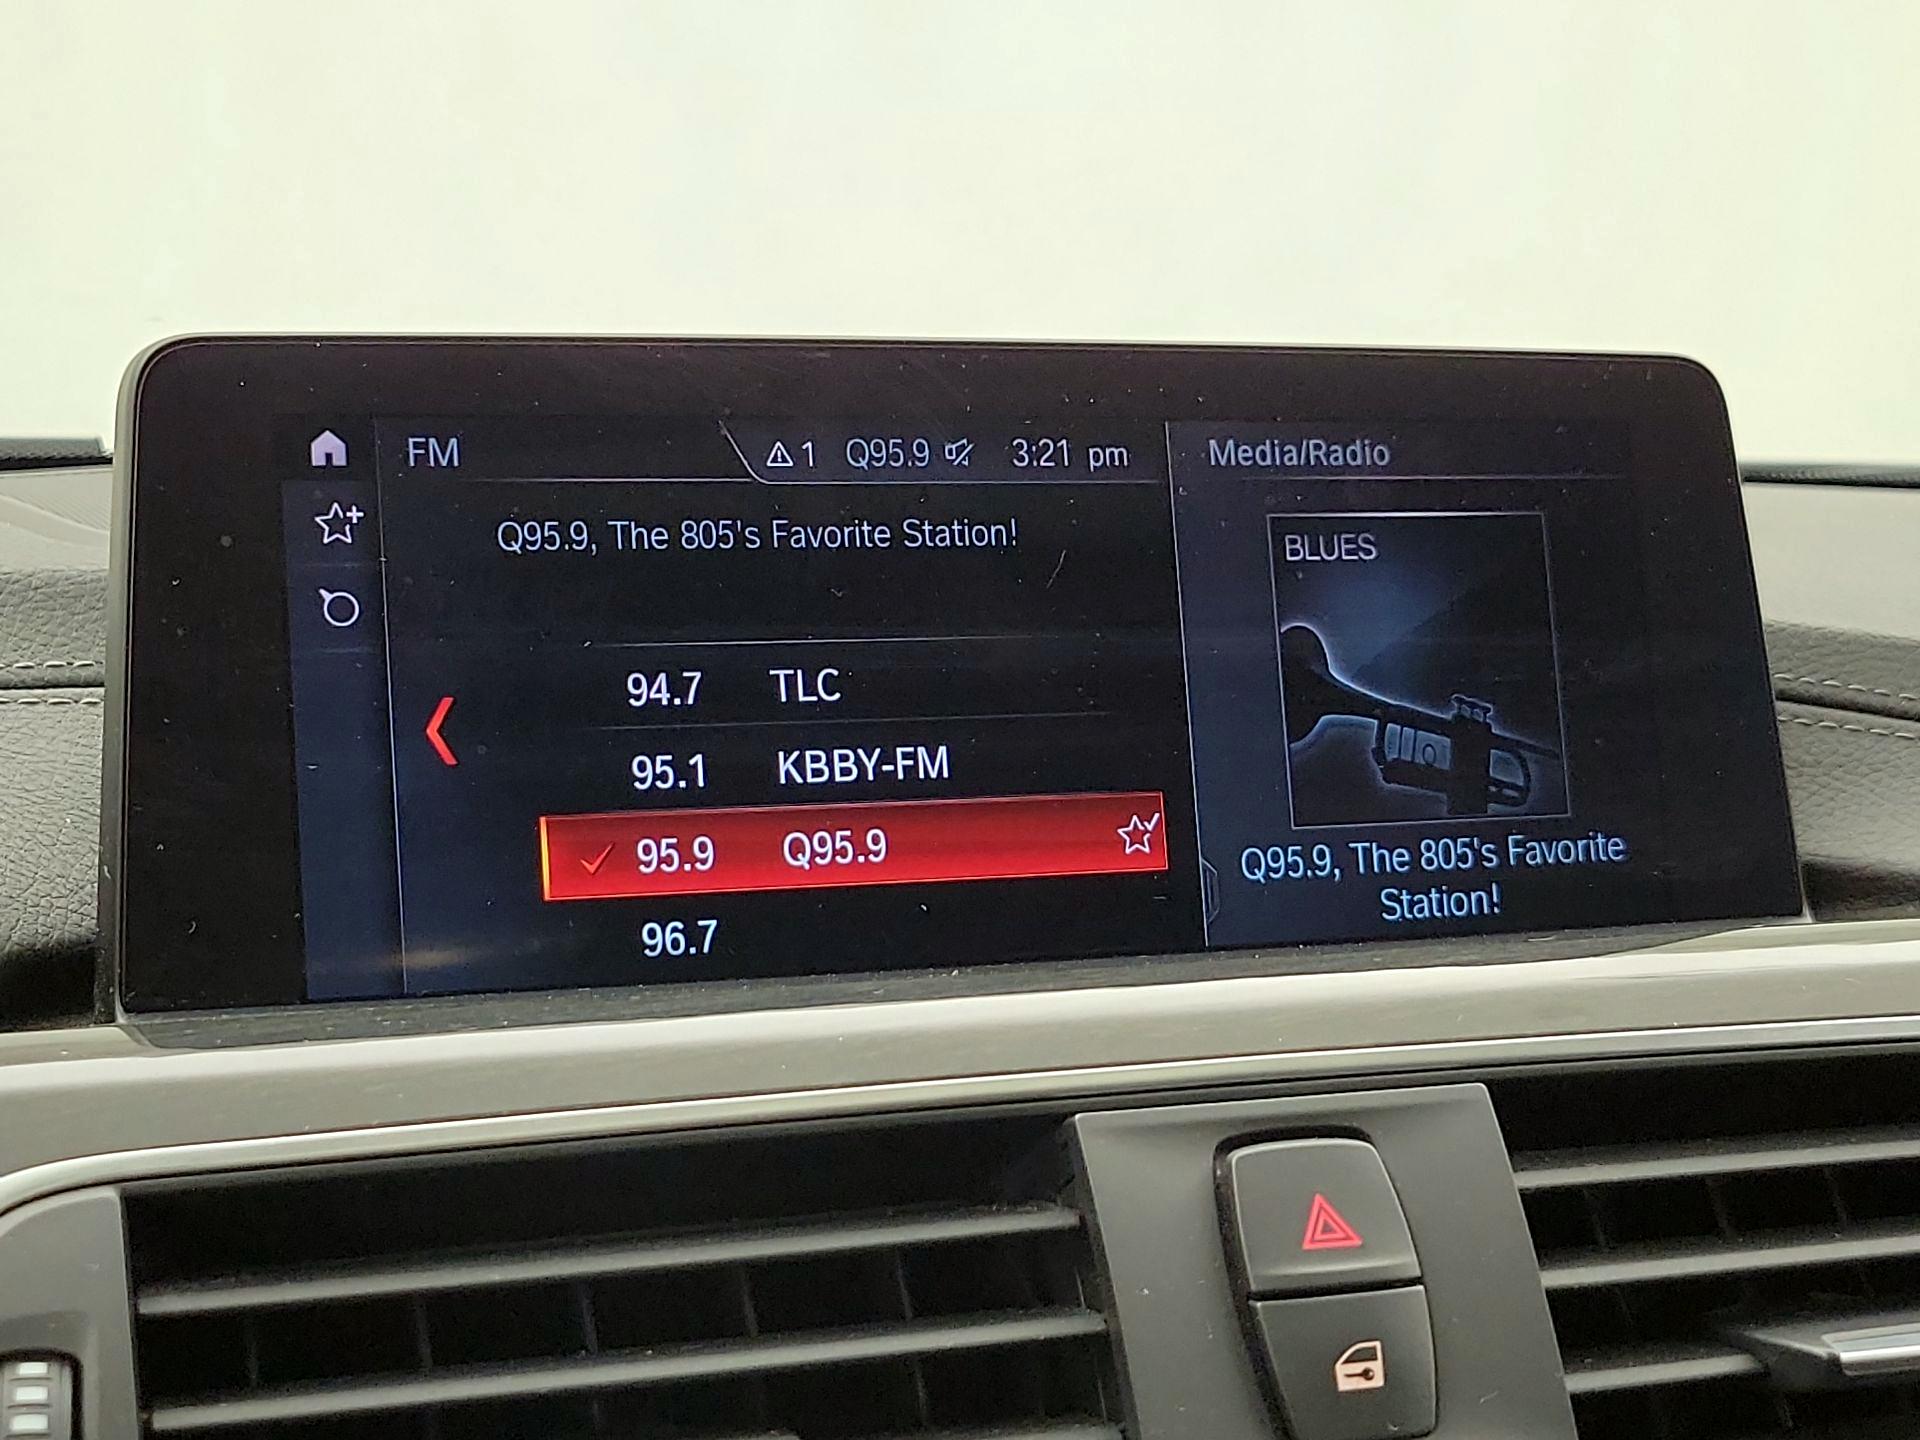 FM
1 Q95.9 3:21 pm
Media/Radio
Q95.9, The 805's Favorite Station!
94.7 TLC
95.1 KBBY-FM
95.9 Q95.9
96.7
BLUES
Q95.9, The 805's Favorite
Station!